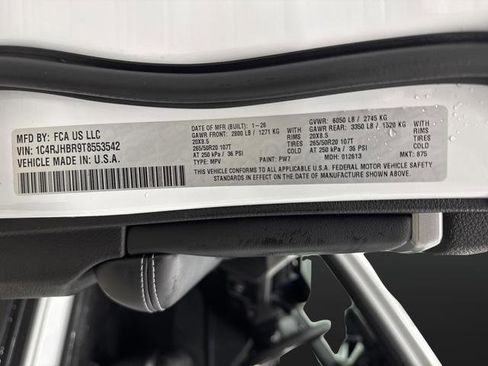 MFD BY: FCA US LLC
VIN: 1C4RJHBR9T8553542
VEHICLE MADE IN: U.S.A.
DATE OF MFR (BUILT): 1-26
GAWR FRONT: 2800 LB / 1271 KG
20X8.5 WITH RIMS
265/50R20 107T TIRES
AT 250 kPa / 36 PSI COLD
TYPE: MPV PAINT: PW7
GVWR: 6050 LB / 2745 KG
GAWR REAR: 3350 LB / 1520 KG
20X8.5 WITH RIMS
265/50R20 107T TIRES
AT 250 kPa / 36 PSI COLD
MDH: 012613 MKT: 875
THIS VEHICLE CONFORMS TO ALL APPLICABLE U.S.A. FEDERAL MOTOR VEHICLE SAFETY
STANDARDS IN EFFECT ON THE DATE OF MANUFACTURE SHOWN ABOVE.